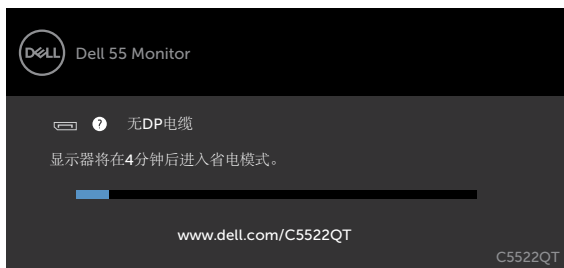 DELL Dell 55 Monitor
? 无DP电缆
显示器将在4分钟后进入省电模式。
www.dell.com/C5522QT
C5522QT